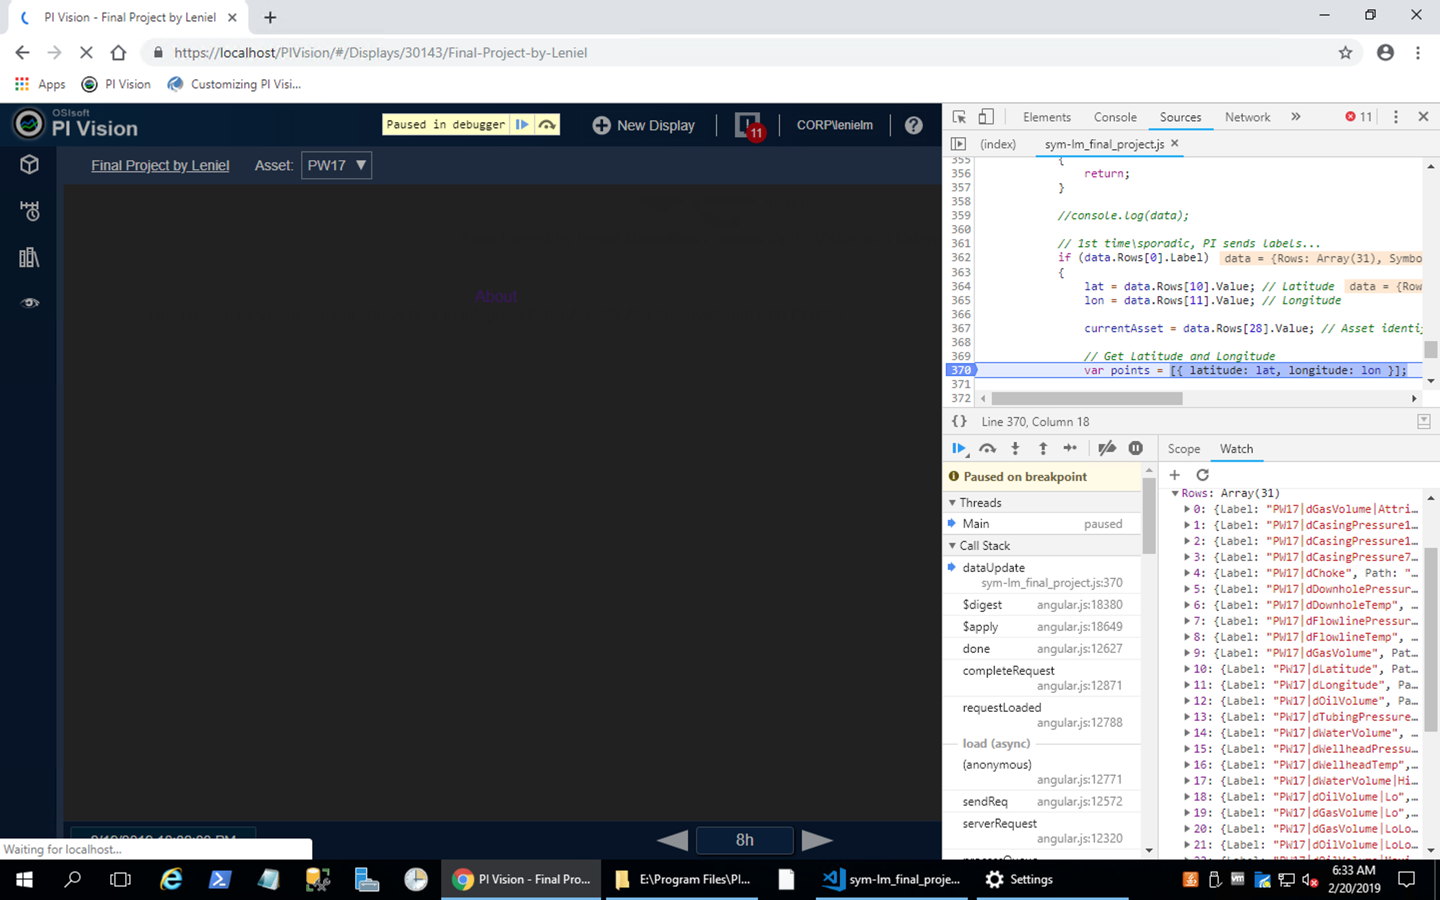 PI Vision - Final Project by Leniel
https://localhost/PIVision/#/Displays/30143/Final-Project-by-Leniel
Apps
PI Vision
Customizing PI Visi...
OSIsoft
PI Vision
Paused in debugger
New Display
11
CORP\lenielm
Final Project by Leniel
Asset:
PW17
About
8h
Waiting for localhost...
Elements
Console
Sources
Network
11
(index)
sym-lm_final_project.js
355 {
356 return;
357 }
358
359 //console.log(data);
360
361 // 1st time\sporadic, PI sends labels...
362 if (data.Rows[0].Label) data = {Rows: Array(31), Symbo
363 {
364 lat = data.Rows[10].Value; // Latitude data = {Row
365 lon = data.Rows[11].Value; // Longitude
366
367 currentAsset = data.Rows[28].Value; // Asset identi
368
369 // Get Latitude and Longitude
370 var points = [{ latitude: lat, longitude: lon }];
371
372
{} Line 370, Column 18
Paused on breakpoint
Threads
Main paused
Call Stack
dataUpdate
sym-lm_final_project.js:370
$digest angular.js:18380
$apply angular.js:18649
done angular.js:12627
completeRequest
angular.js:12871
requestLoaded
angular.js:12788
load (async)
(anonymous)
angular.js:12771
sendReq angular.js:12572
serverRequest
angular.js:12320
Scope
Watch
Rows: Array(31)
0: {Label: "PW17|dGasVolume|Attri...
1: {Label: "PW17|dCasingPressure1...
2: {Label: "PW17|dCasingPressure1...
3: {Label: "PW17|dCasingPressure7...
4: {Label: "PW17|dChoke", Path: "...
5: {Label: "PW17|dDownholePressur...
6: {Label: "PW17|dDownholeTemp", ...
7: {Label: "PW17|dFlowlinePressur...
8: {Label: "PW17|dFlowlineTemp", ...
9: {Label: "PW17|dGasVolume", Pat...
10: {Label: "PW17|dLatitude", Pat...
11: {Label: "PW17|dLongitude", Pa...
12: {Label: "PW17|dOilVolume", Pa...
13: {Label: "PW17|dTubingPressure...
14: {Label: "PW17|dWaterVolume", ...
15: {Label: "PW17|dWellheadPressu...
16: {Label: "PW17|dWellheadTemp",...
17: {Label: "PW17|dWaterVolume|Hi...
18: {Label: "PW17|dOilVolume|Lo",...
19: {Label: "PW17|dGasVolume|Lo",...
20: {Label: "PW17|dGasVolume|LoLo...
21: {Label: "PW17|dOilVolume|LoLo...
PI Vision - Final Pro...
E:\Program Files\PI...
sym-lm_final_proje...
Settings
6:33 AM
2/20/2019